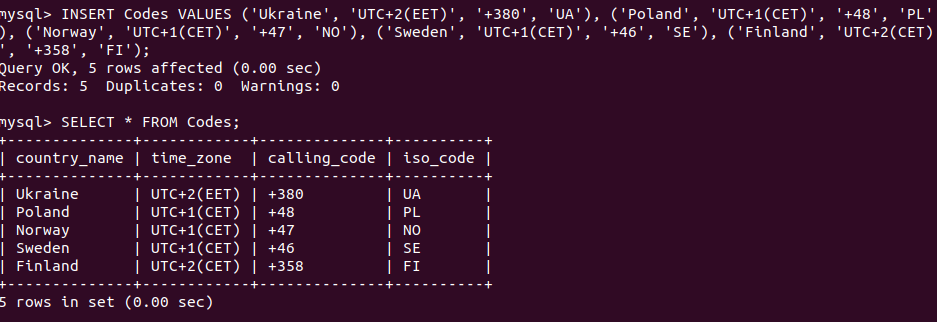 mysql> INSERT Codes VALUES ('Ukraine', 'UTC+2(EET)', '+380', 'UA'), ('Poland', 'UTC+1(CET)', '+48', 'PL'
), ('Norway', 'UTC+1(CET)', '+47', 'NO'), ('Sweden', 'UTC+1(CET)', '+46', 'SE'), ('Finland', 'UTC+2(CET)
', '+358', 'FI');
Query OK, 5 rows affected (0.00 sec)
Records: 5  Duplicates: 0  Warnings: 0

mysql> SELECT * FROM Codes;
+--------------+------------+--------------+----------+
| country_name | time_zone  | calling_code | iso_code |
+--------------+------------+--------------+----------+
| Ukraine      | UTC+2(EET) | +380         | UA       |
| Poland       | UTC+1(CET) | +48          | PL       |
| Norway       | UTC+1(CET) | +47          | NO       |
| Sweden       | UTC+1(CET) | +46          | SE       |
| Finland      | UTC+2(CET) | +358         | FI       |
+--------------+------------+--------------+----------+
5 rows in set (0.00 sec)